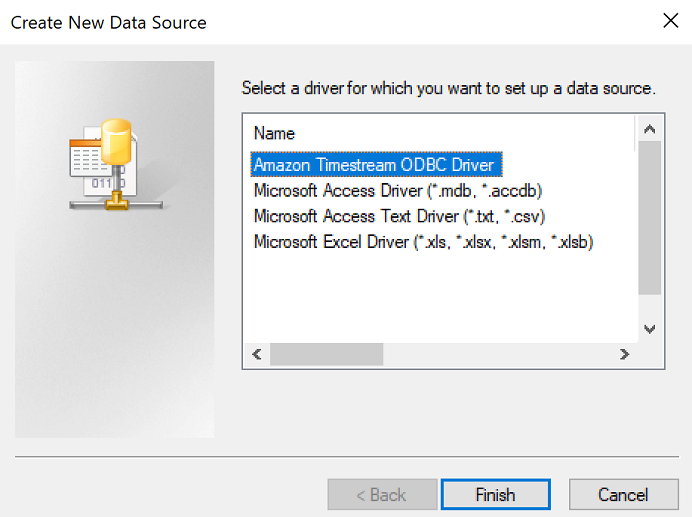 Create New Data Source
Select a driver for which you want to set up a data source.
Name
Amazon Timestream ODBC Driver
Microsoft Access Driver (*.mdb, *.accdb)
Microsoft Access Text Driver (*.txt, *.csv)
Microsoft Excel Driver (*.xls, *.xlsx, *.xlsm, *.xlsb)
< Back
Finish
Cancel